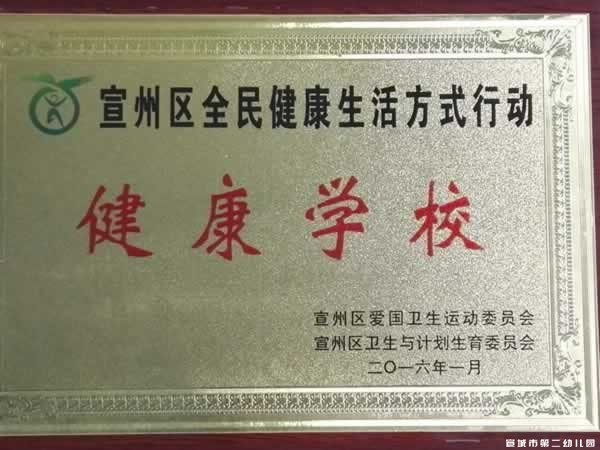 宣州区全民健康生活方式行动
健康学校
宣州区爱国卫生运动委员会
宣州区卫生与计划生育委员会
二〇一六年一月
宣城市第二幼儿园